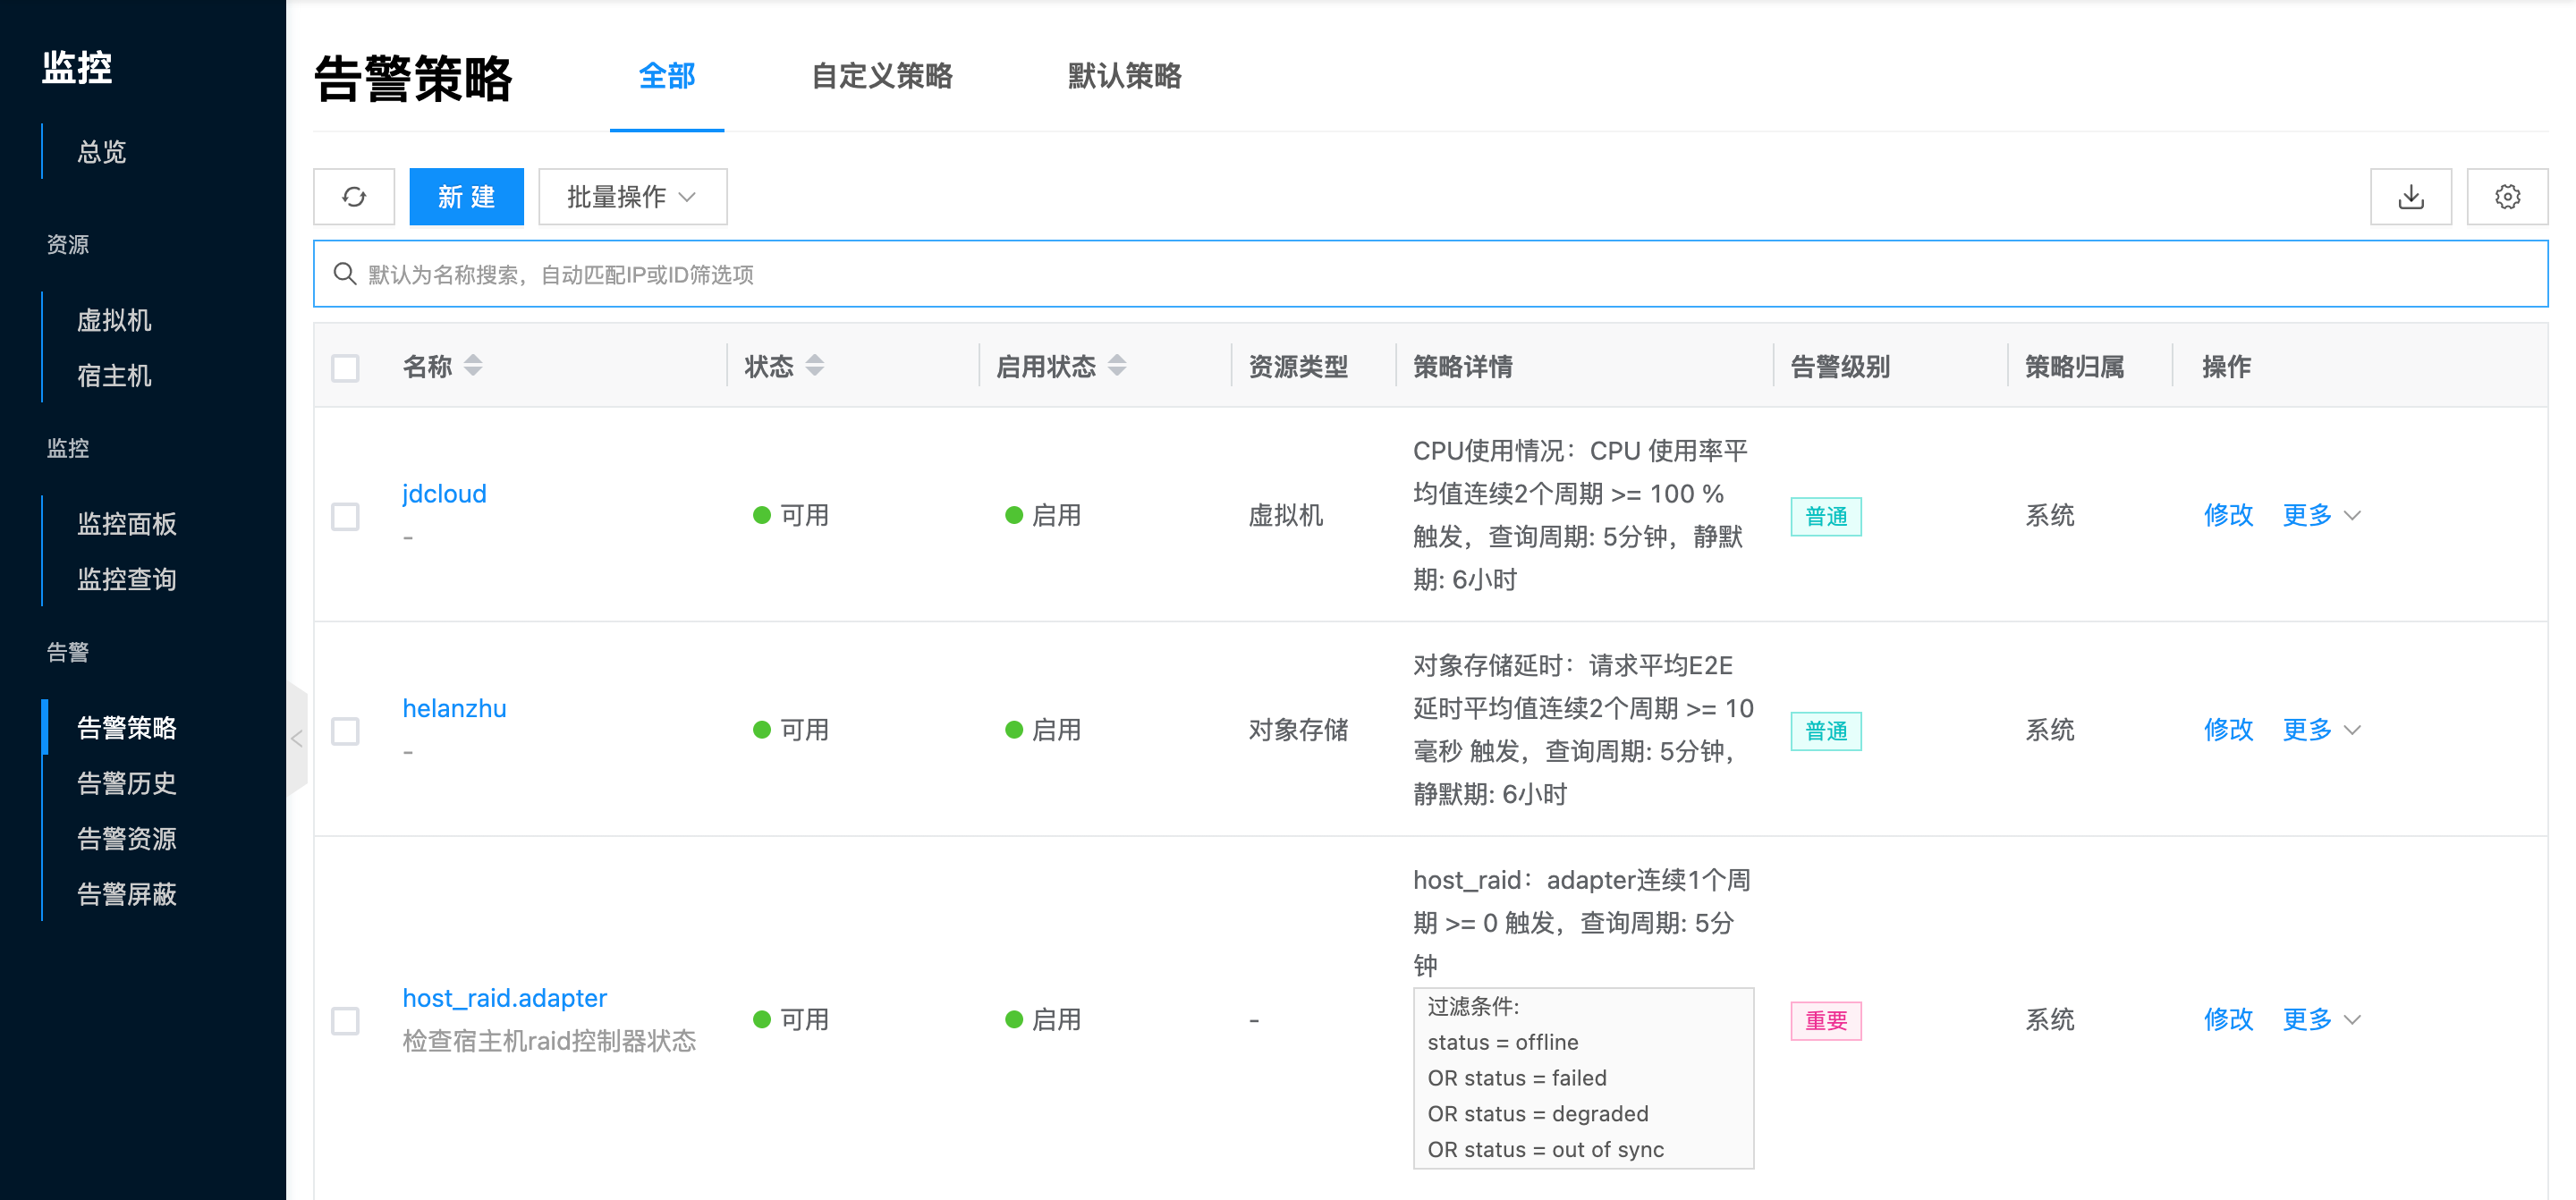 监控
总览
资源
虚拟机
宿主机
监控
监控面板
监控查询
告警
告警策略
告警历史
告警资源
告警屏蔽
告警策略
全部
自定义策略
默认策略
新 建
批量操作
默认为名称搜索，自动匹配IP或ID筛选项
名称
状态
启用状态
资源类型
策略详情
告警级别
策略归属
操作
jdcloud
-
可用
启用
虚拟机
CPU使用情况：CPU 使用率平
均值连续2个周期 >= 100 %
触发，查询周期: 5分钟，静默
期: 6小时
普通
系统
修改
更多
helanzhu
-
可用
启用
对象存储
对象存储延时：请求平均E2E
延时平均值连续2个周期 >= 10
毫秒 触发，查询周期: 5分钟，
静默期: 6小时
普通
系统
修改
更多
host_raid.adapter
检查宿主机raid控制器状态
可用
启用
-
host_raid：adapter连续1个周
期 >= 0 触发，查询周期: 5分
钟
过滤条件:
status = offline
OR status = failed
OR status = degraded
OR status = out of sync
重要
系统
修改
更多